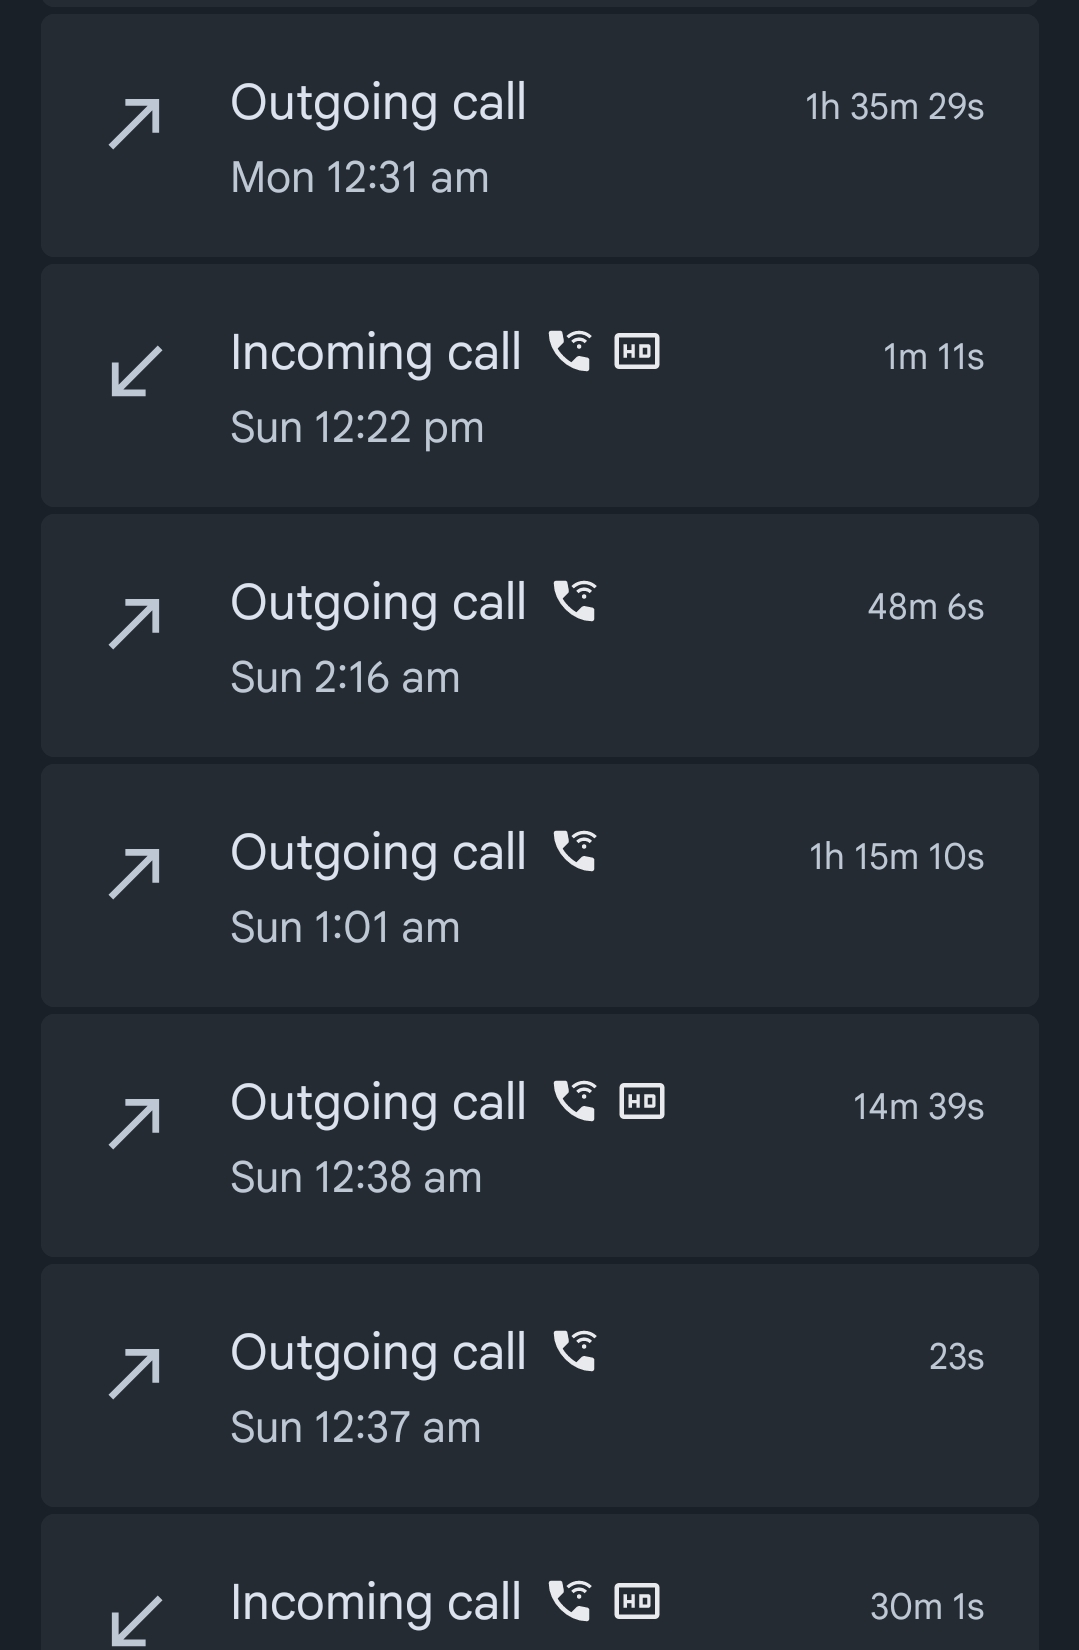 Outgoing call 1h 35m 29s
Mon 12:31 am
Incoming call HD 1m 11s
Sun 12:22 pm
Outgoing call 48m 6s
Sun 2:16 am
Outgoing call 1h 15m 10s
Sun 1:01 am
Outgoing call HD 14m 39s
Sun 12:38 am
Outgoing call 23s
Sun 12:37 am
Incoming call HD 30m 1s